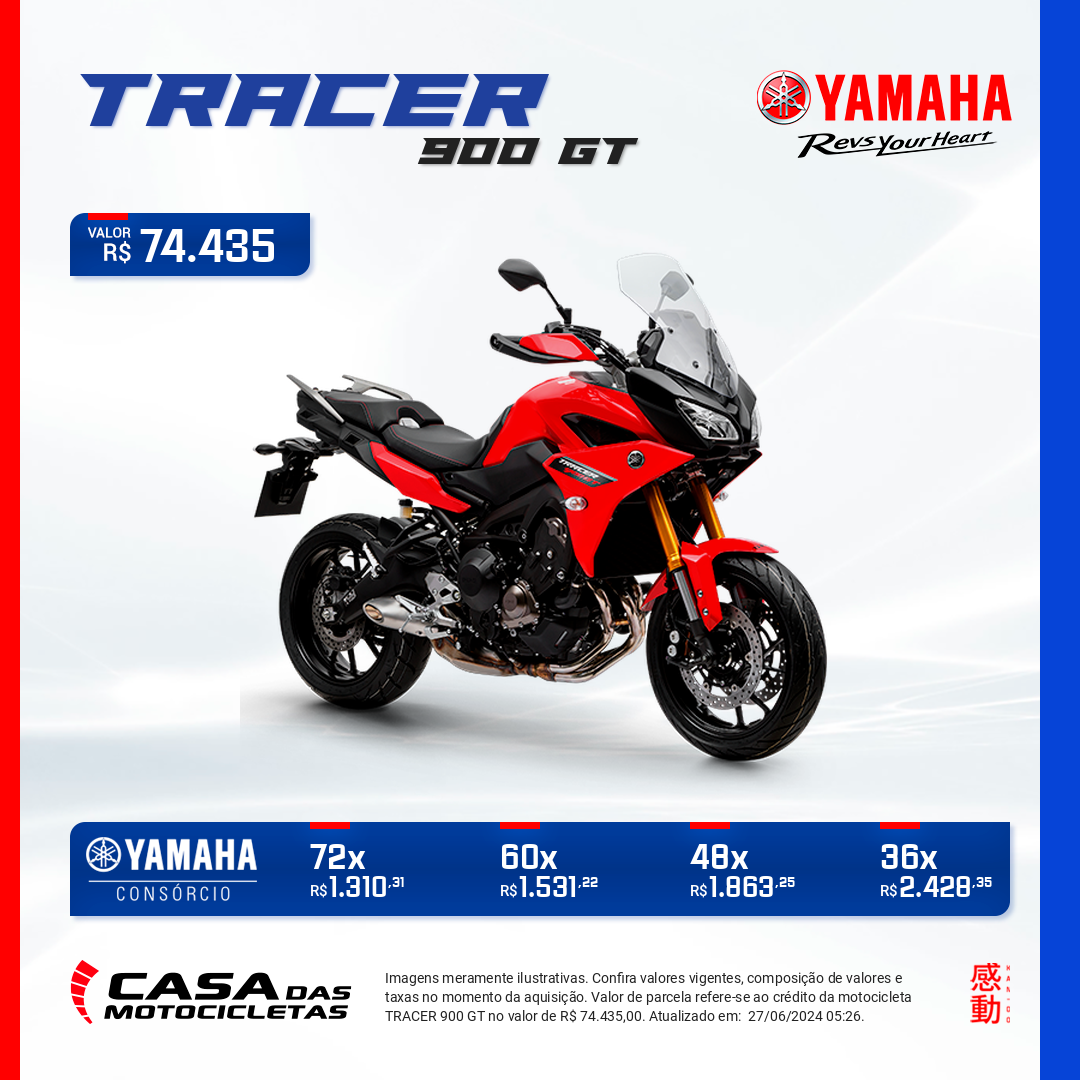 TRACER
900 GT
YAMAHA
Revs Your Heart
VALOR
R$ 74.435
TRACER
YAMAHA
CONSÓRCIO
72x
R$1.310,31
60x
R$1.531,22
48x
R$1.863,25
36x
R$2.428,35
CASA DAS
MOTOCICLETAS
Imagens meramente ilustrativas. Confira valores vigentes, composição de valores e
taxas no momento da aquisição. Valor de parcela refere-se ao crédito da motocicleta
TRACER 900 GT no valor de R$ 74.435,00. Atualizado em:  27/06/2024 05:26.
感動